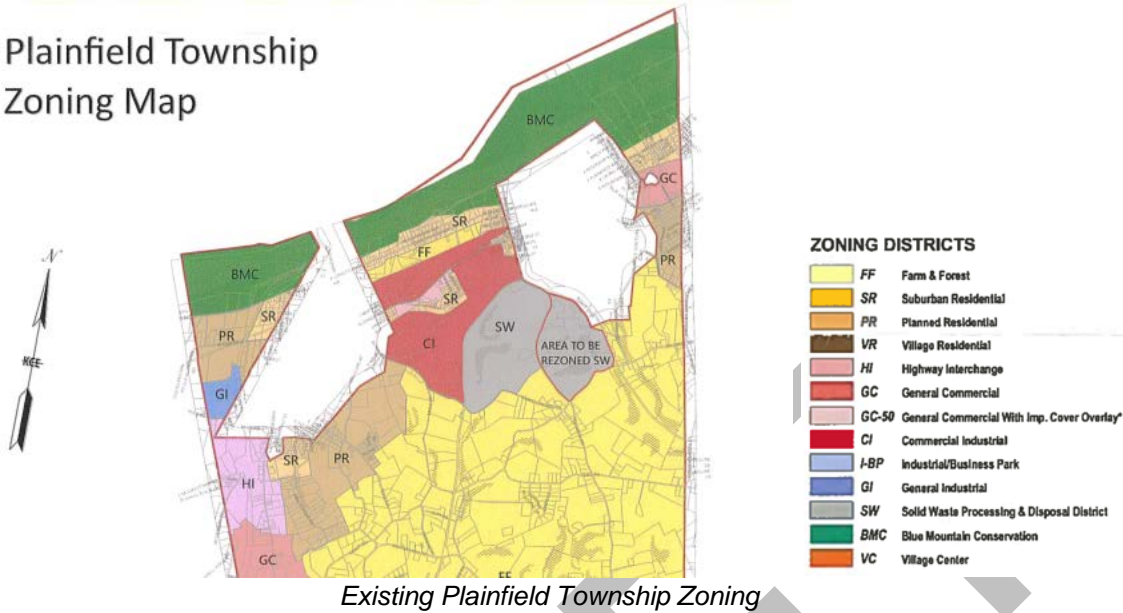 Plainfield Township
Zoning Map
BMC
GC
SR
FF
PR
BMC
SR
SR
PR
SW
CI
AREA TO BE
REZONED SW
GI
SR
PR
HI
GC
FF
N
KCE
ZONING DISTRICTS
FF Farm & Forest
SR Suburban Residential
PR Planned Residential
VR Village Residential
HI Highway Interchange
GC General Commercial
GC-50 General Commercial With Imp. Cover Overlay*
CI Commercial Industrial
I-BP Industrial/Business Park
GI General Industrial
SW Solid Waste Processing & Disposal District
BMC Blue Mountain Conservation
VC Village Center
Existing Plainfield Township Zoning